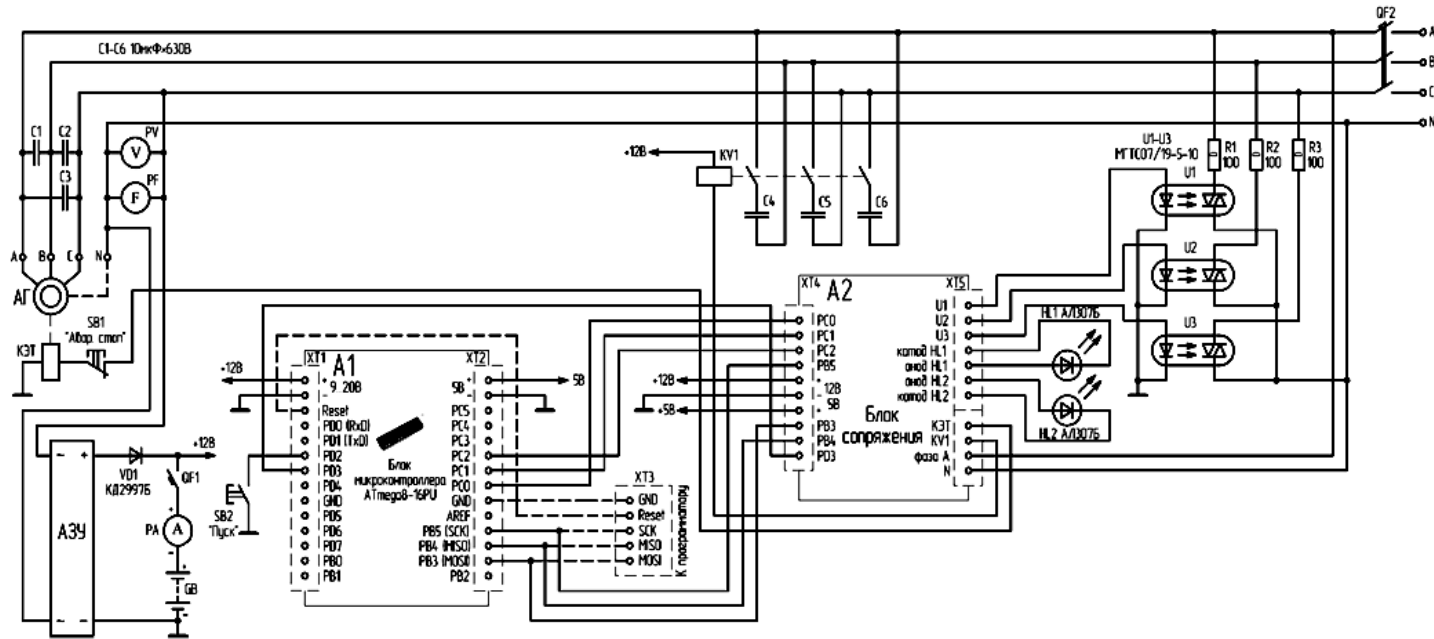 QF2
A
B
C
N
C1-C6 10мкФ×630В
C1
C2
C3
PV
V
PF
F
A
B
C
N
АГ
SB1
"Авар. стоп"
КЭТ
+12В
KV1
C4
C5
C6
U1-U3
МГТСО7/19-5-10
R1
100
R2
100
R3
100
U1
U2
U3
XT4
A2
XT5
PC0
PC1
PC2
PB5
+
12В
-
5В
+
PB3
PB4
PD3
+12В
+5В
Блок
сопряжения
U1
U2
U3
катод HL1
анод HL1
анод HL2
катод HL2
КЭТ
KV1
фаза A
N
HL1 АЛ307Б
HL2 АЛ307Б
XT1
A1
XT2
+12В
+
9..20В
-
Reset
PD0 (RxD)
PD1 (TxD)
PD2
PD3
PD4
GND
PD5
PD6
PD7
PB0
PB1
Блок
микроконтроллера
ATmega8-16PU
+
5В
-
PC5
PC4
PC3
PC2
PC1
PC0
GND
AREF
PB5 (SCK)
PB4 (MISO)
PB3 (MOSI)
PB2
5В
XT3
GND
Reset
SCK
MISO
MOSI
К программатору
SB2
"Пуск"
АЗУ
-
+
-
-
VD1
КД2997Б
+12В
QF1
+
PA
A
-
+
GB
-